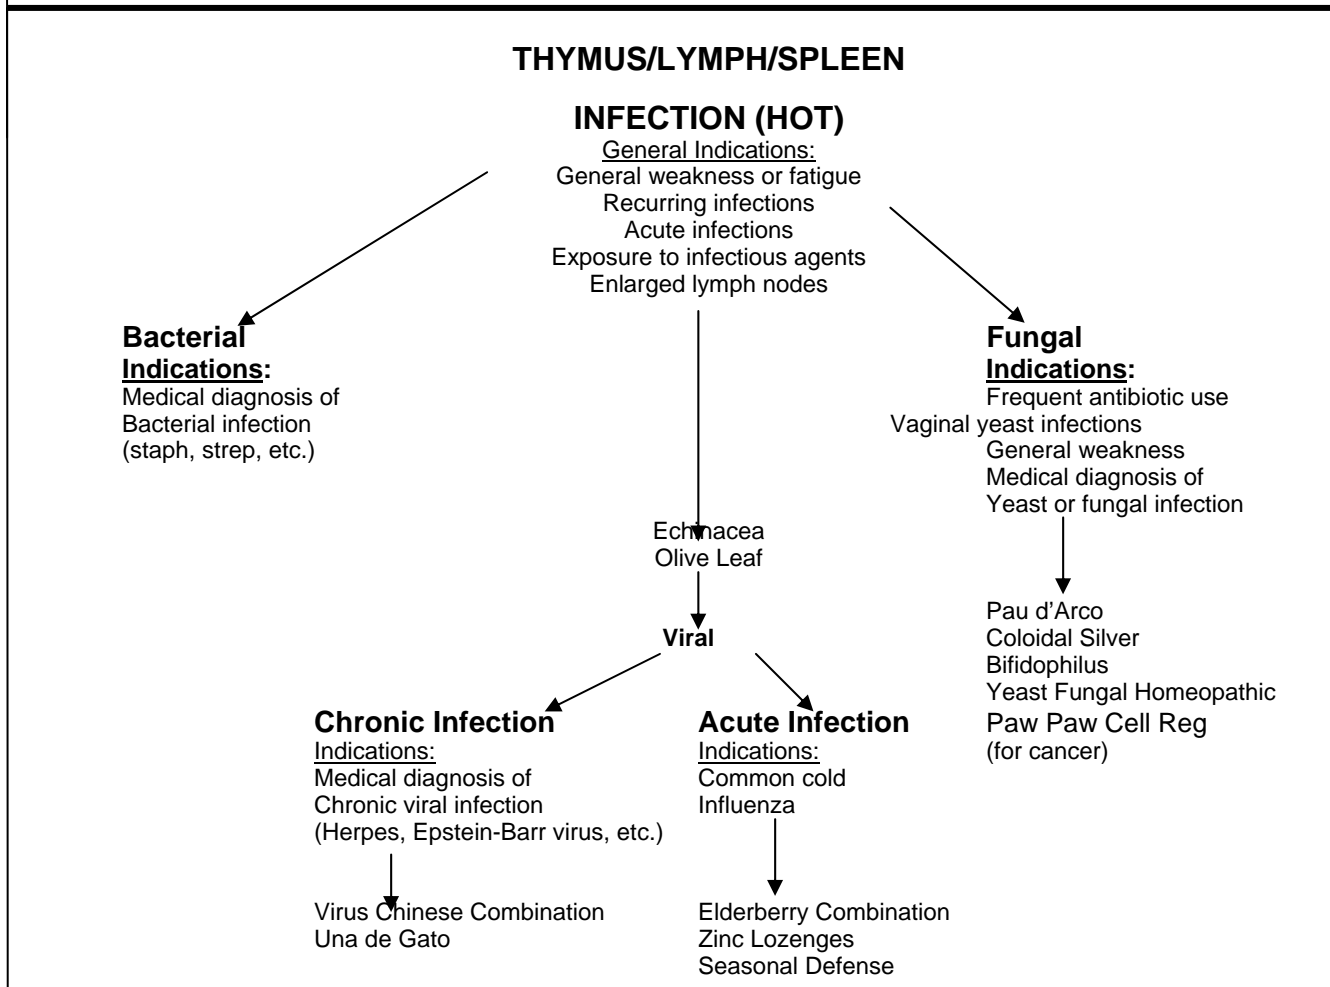 THYMUS/LYMPH/SPLEEN
INFECTION (HOT)
General Indications:
General weakness or fatigue
Recurring infections
Acute infections
Exposure to infectious agents
Enlarged lymph nodes
Bacterial
Indications:
Medical diagnosis of
Bacterial infection
(staph, strep, etc.)
Fungal
Indications:
Frequent antibiotic use
Vaginal yeast infections
General weakness
Medical diagnosis of
Yeast or fungal infection
Echinacea
Olive Leaf
Pau d’Arco
Coloidal Silver
Bifidophilus
Yeast Fungal Homeopathic
Paw Paw Cell Reg
(for cancer)
Viral
Chronic Infection
Indications:
Medical diagnosis of
Chronic viral infection
(Herpes, Epstein-Barr virus, etc.)
Virus Chinese Combination
Una de Gato
Acute Infection
Indications:
Common cold
Influenza
Elderberry Combination
Zinc Lozenges
Seasonal Defense